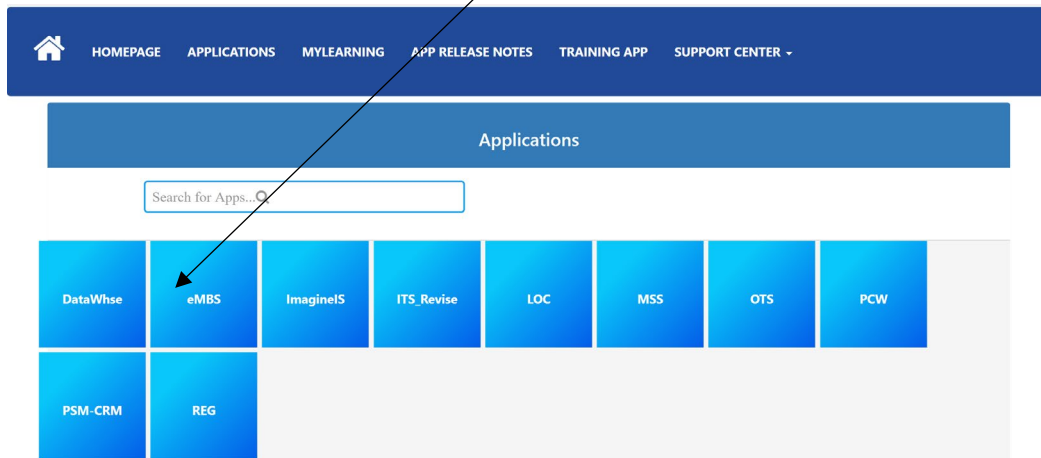 HOMEPAGE APPLICATIONS MYLEARNING APP RELEASE NOTES TRAINING APP SUPPORT CENTER
Applications
Search for Apps...
DataWhse eMBS ImagineIS ITS_Revise LOC MSS OTS PCW
PSM-CRM REG